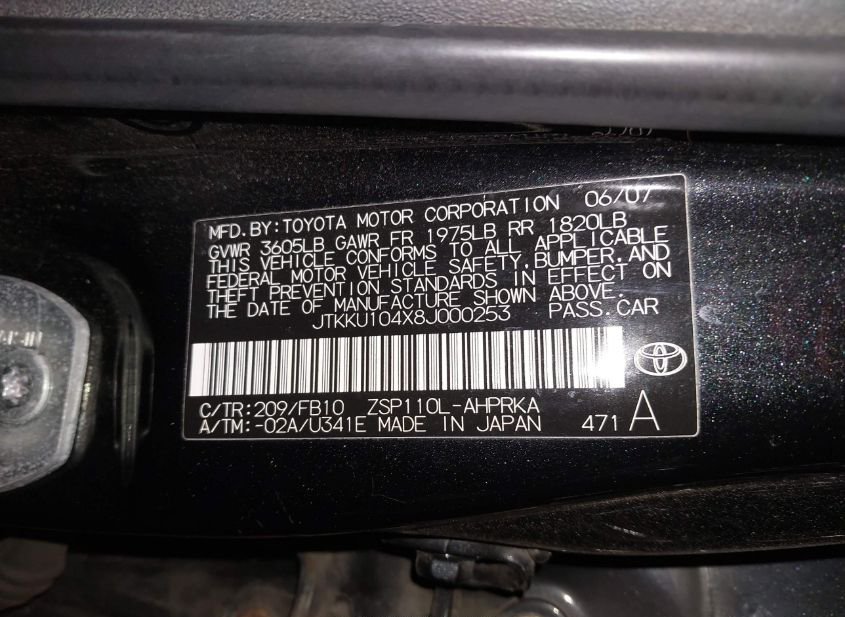 06/07
MFD.BY:TOYOTA MOTOR CORPORATION
GVWR 3605LB GAWR FR 1975LB RR 1820LB
THIS VEHICLE CONFORMS TO ALL APPLICABLE
FEDERAL MOTOR VEHICLE SAFETY,BUMPER,AND
THEFT PREVENTION STANDARDS IN EFFECT ON
THE DATE OF MANUFACTURE SHOWN ABOVE.
JTKKU104X8J000253 PASS.CAR
C/TR:209/FB10 ZSP110L-AHPRKA
A/TM:-02A/U341E MADE IN JAPAN 471 A